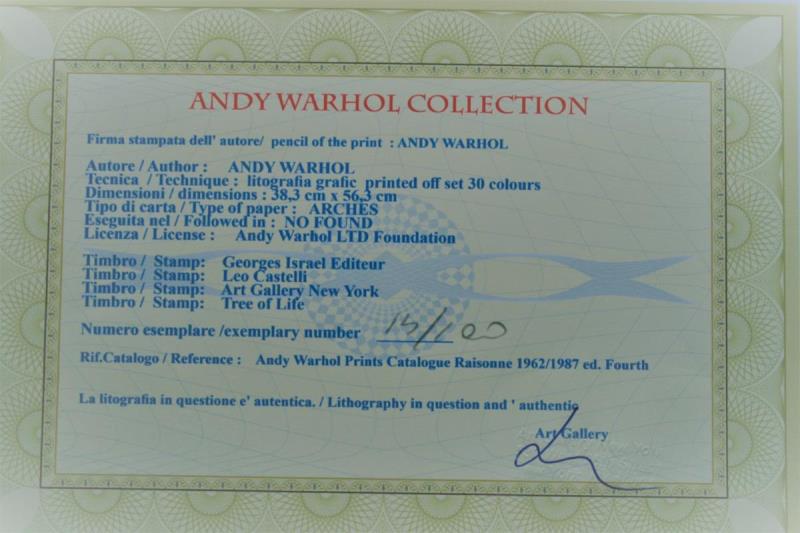 ANDY WARHOL COLLECTION
Firma stampata dell' autore/ pencil of the print : ANDY WARHOL
Autore / Author : ANDY WARHOL
Tecnica / Technique : litografia grafic printed off set 30 colours
Dimensioni / dimensions : 38,3 cm x 56,3 cm
Tipo di carta / Type of paper : ARCHES
Eseguita nel / Followed in : NO FOUND
Licenza / License : Andy Warhol LTD Foundation
Timbro / Stamp: Georges Israel Editeur
Timbro / Stamp: Leo Castelli
Timbro / Stamp: Art Gallery New York
Timbro / Stamp: Tree of Life
Numero esemplare /exemplary number /100
Rif.Catalogo / Reference : Andy Warhol Prints Catalogue Raisonne 1962/1987 ed. Fourth
La litografia in questione e' autentica. / Lithography in question and ' authentic
Art Gallery